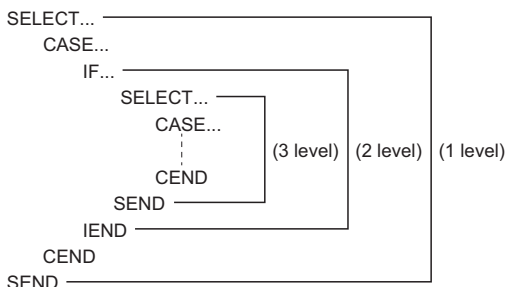 SELECT...
CASE...
IF...
SELECT...
CASE...
(3 level) (2 level) (1 level)
CEND
SEND
IEND
CEND
SEND